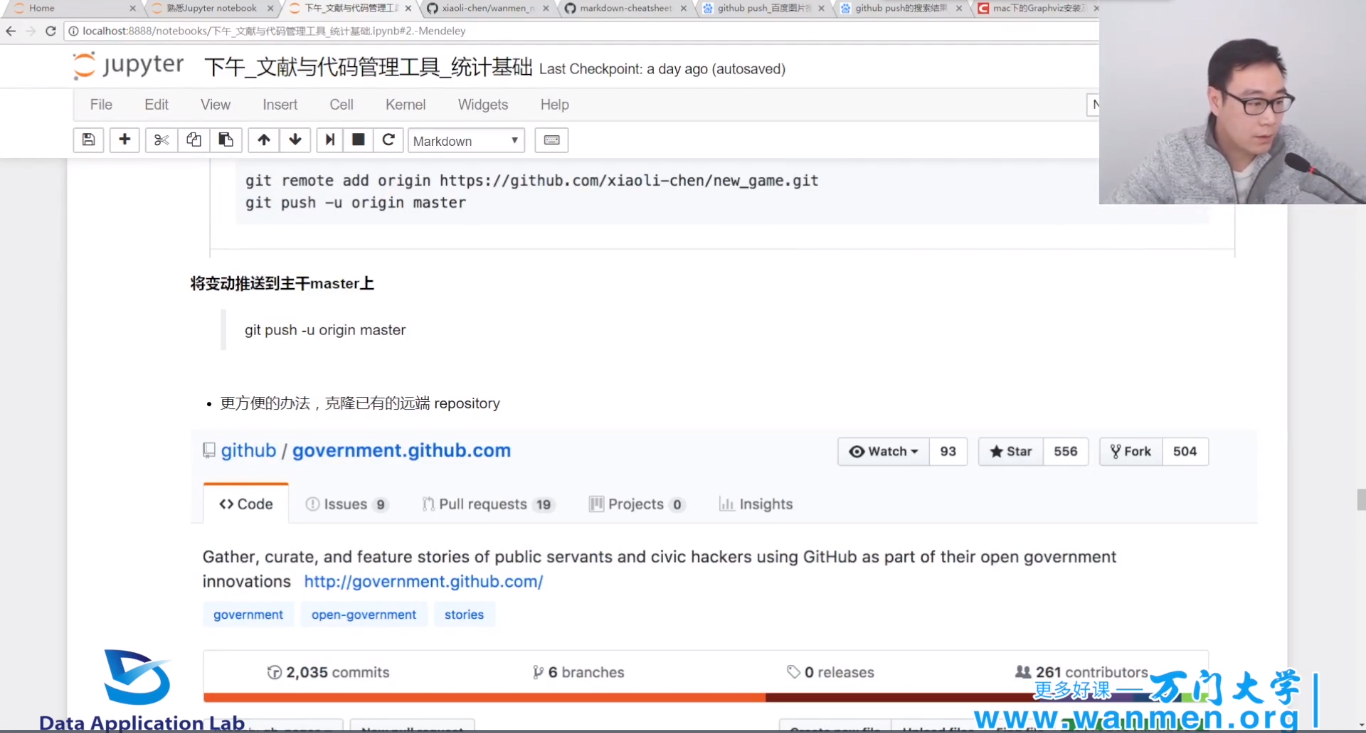 Home
熟悉Jupyter notebook
下午_文献与代码管理工具
xiaoli-chen/wanmen_n
markdown-cheatsheet
github push_百度图片
github push的搜索结果
mac下的Graphviz安装
localhost:8888/notebooks/下午_文献与代码管理工具_统计基础.ipynb#2.-Mendeley
jupyter 下午_文献与代码管理工具_统计基础 Last Checkpoint: a day ago (autosaved)
File Edit View Insert Cell Kernel Widgets Help
Markdown
git remote add origin https://github.com/xiaoli-chen/new_game.git
git push -u origin master
将变动推送到主干master上
git push -u origin master
• 更方便的办法，克隆已有的远端 repository
github / government.github.com
Watch 93 Star 556 Fork 504
Code Issues 9 Pull requests 19 Projects 0 Insights
Gather, curate, and feature stories of public servants and civic hackers using GitHub as part of their open government
innovations http://government.github.com/
government open-government stories
2,035 commits 6 branches 0 releases 261 contributors
更多好课 — 万门大学
Data Application Lab
www.wanmen.org